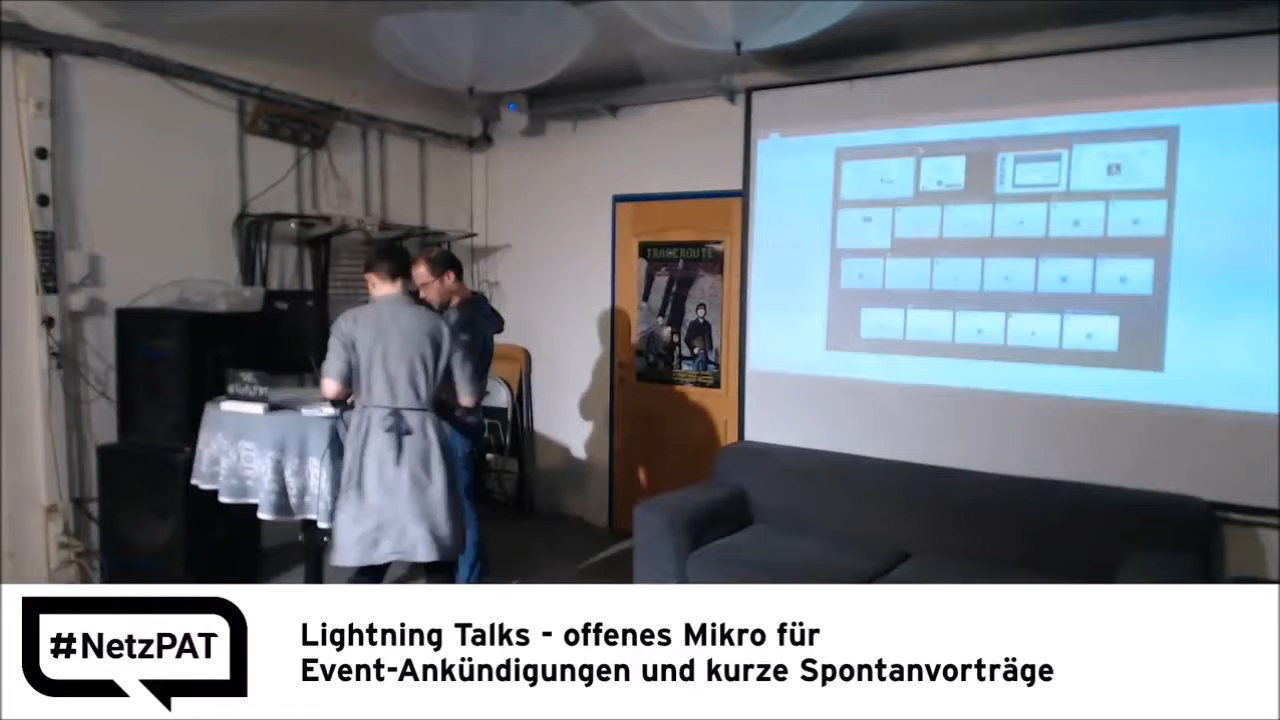 TRACEROUTE
#NetzPAT
Lightning Talks - offenes Mikro für
Event-Ankündigungen und kurze Spontanvorträge